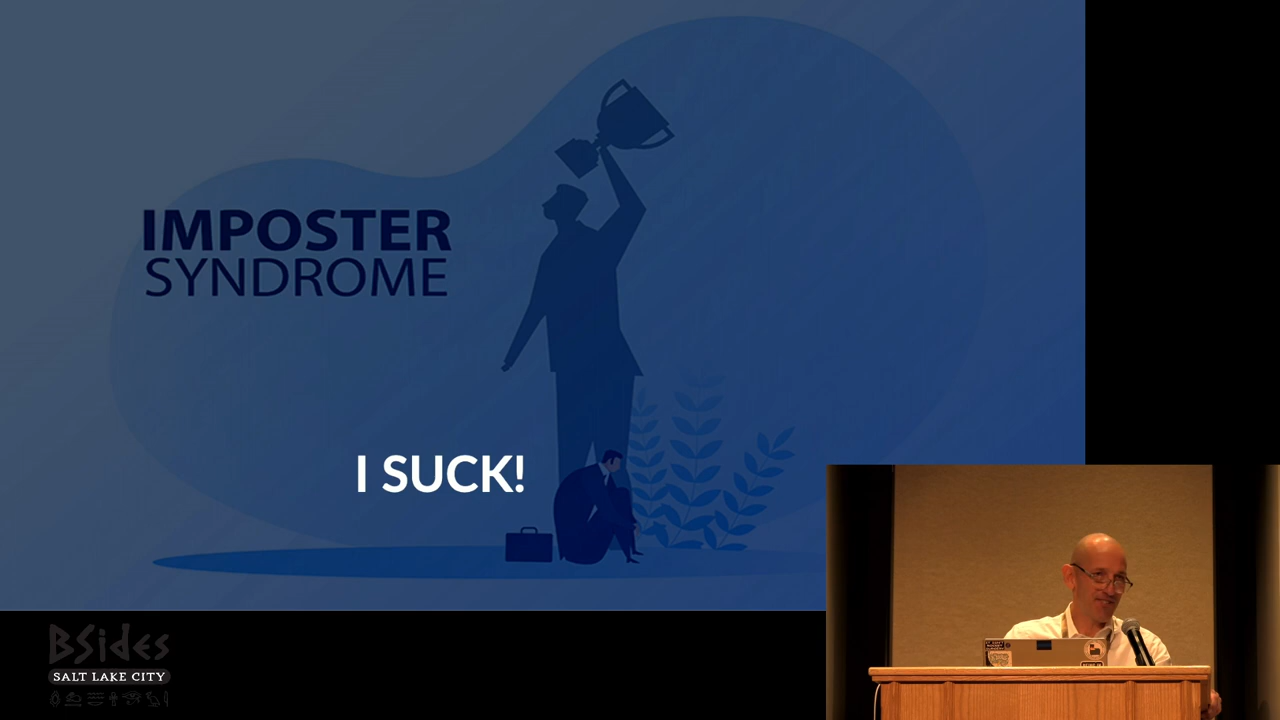 IMPOSTER
SYNDROME
I SUCK!
BSides
SALT LAKE CITY